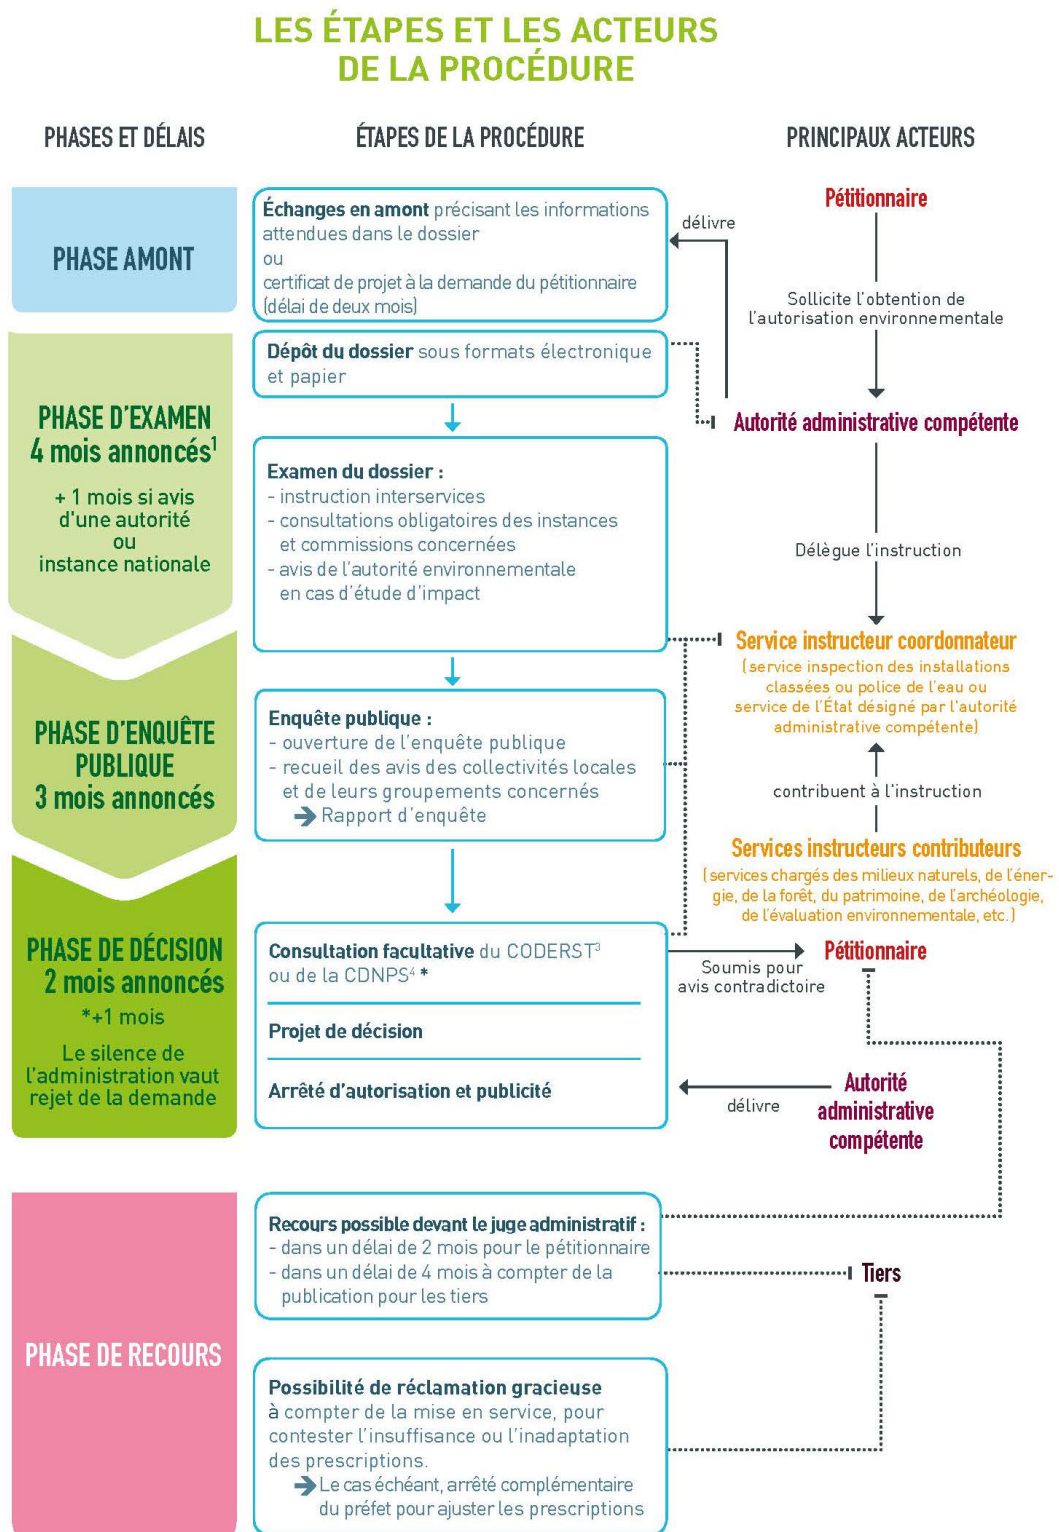 LES ÉTAPES ET LES ACTEURS
DE LA PROCÉDURE
PHASES ET DÉLAIS
ÉTAPES DE LA PROCÉDURE
PRINCIPAUX ACTEURS
PHASE AMONT
Échanges en amont précisant les informations
attendues dans le dossier
ou
certificat de projet à la demande du pétitionnaire
(délai de deux mois)
délivre
Pétitionnaire
Sollicite l'obtention de
l'autorisation environnementale
PHASE D'EXAMEN
4 mois annoncés¹
+ 1 mois si avis
d'une autorité
ou
instance nationale
Dépôt du dossier sous formats électronique
et papier
Autorité administrative compétente
Examen du dossier :
- instruction interservices
- consultations obligatoires des instances
et commissions concernées
- avis de l'autorité environnementale
en cas d'étude d'impact
Délègue l'instruction
Service instructeur coordonnateur
(service inspection des installations
classées ou police de l'eau ou
service de l'État désigné par l'autorité
administrative compétente)
PHASE D'ENQUÊTE
PUBLIQUE
3 mois annoncés
Enquête publique :
- ouverture de l'enquête publique
- recueil des avis des collectivités locales
et de leurs groupements concernés
➔ Rapport d'enquête
contribuent à l'instruction
Services instructeurs contributeurs
(services chargés des milieux naturels, de l'éner-
gie, de la forêt, du patrimoine, de l'archéologie,
de l'évaluation environnementale, etc.)
PHASE DE DÉCISION
2 mois annoncés
*+1 mois
Le silence de
l'administration vaut
rejet de la demande
Consultation facultative du CODERST³
ou de la CDNPS⁴ *
Projet de décision
Arrêté d'autorisation et publicité
Soumis pour
avis contradictoire
Pétitionnaire
délivre
Autorité
administrative
compétente
PHASE DE RECOURS
Recours possible devant le juge administratif :
- dans un délai de 2 mois pour le pétitionnaire
- dans un délai de 4 mois à compter de la
publication pour les tiers
Tiers
Possibilité de réclamation gracieuse
à compter de la mise en service, pour
contester l'insuffisance ou l'inadaptation
des prescriptions.
➔ Le cas échéant, arrêté complémentaire
du préfet pour ajuster les prescriptions